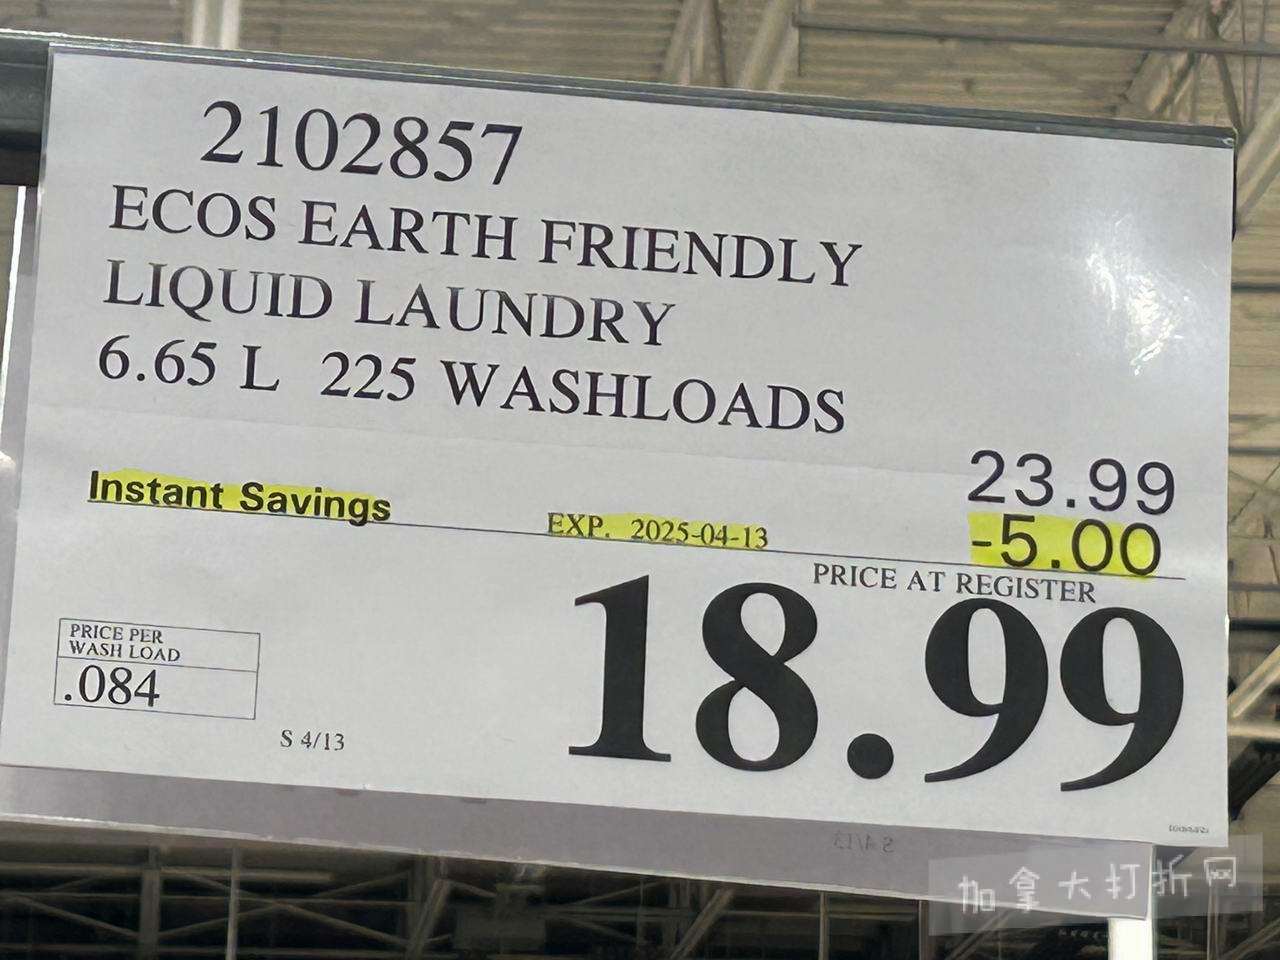 2102857
ECOS EARTH FRIENDLY
LIQUID LAUNDRY
6.65 L 225 WASHLOADS
23.99
Instant Savings EXP. 2025-04-13 -5.00
PRICE AT REGISTER
18.99
PRICE PER
WASH LOAD
.084
S 4/13
S 4/13
加拿大打折网